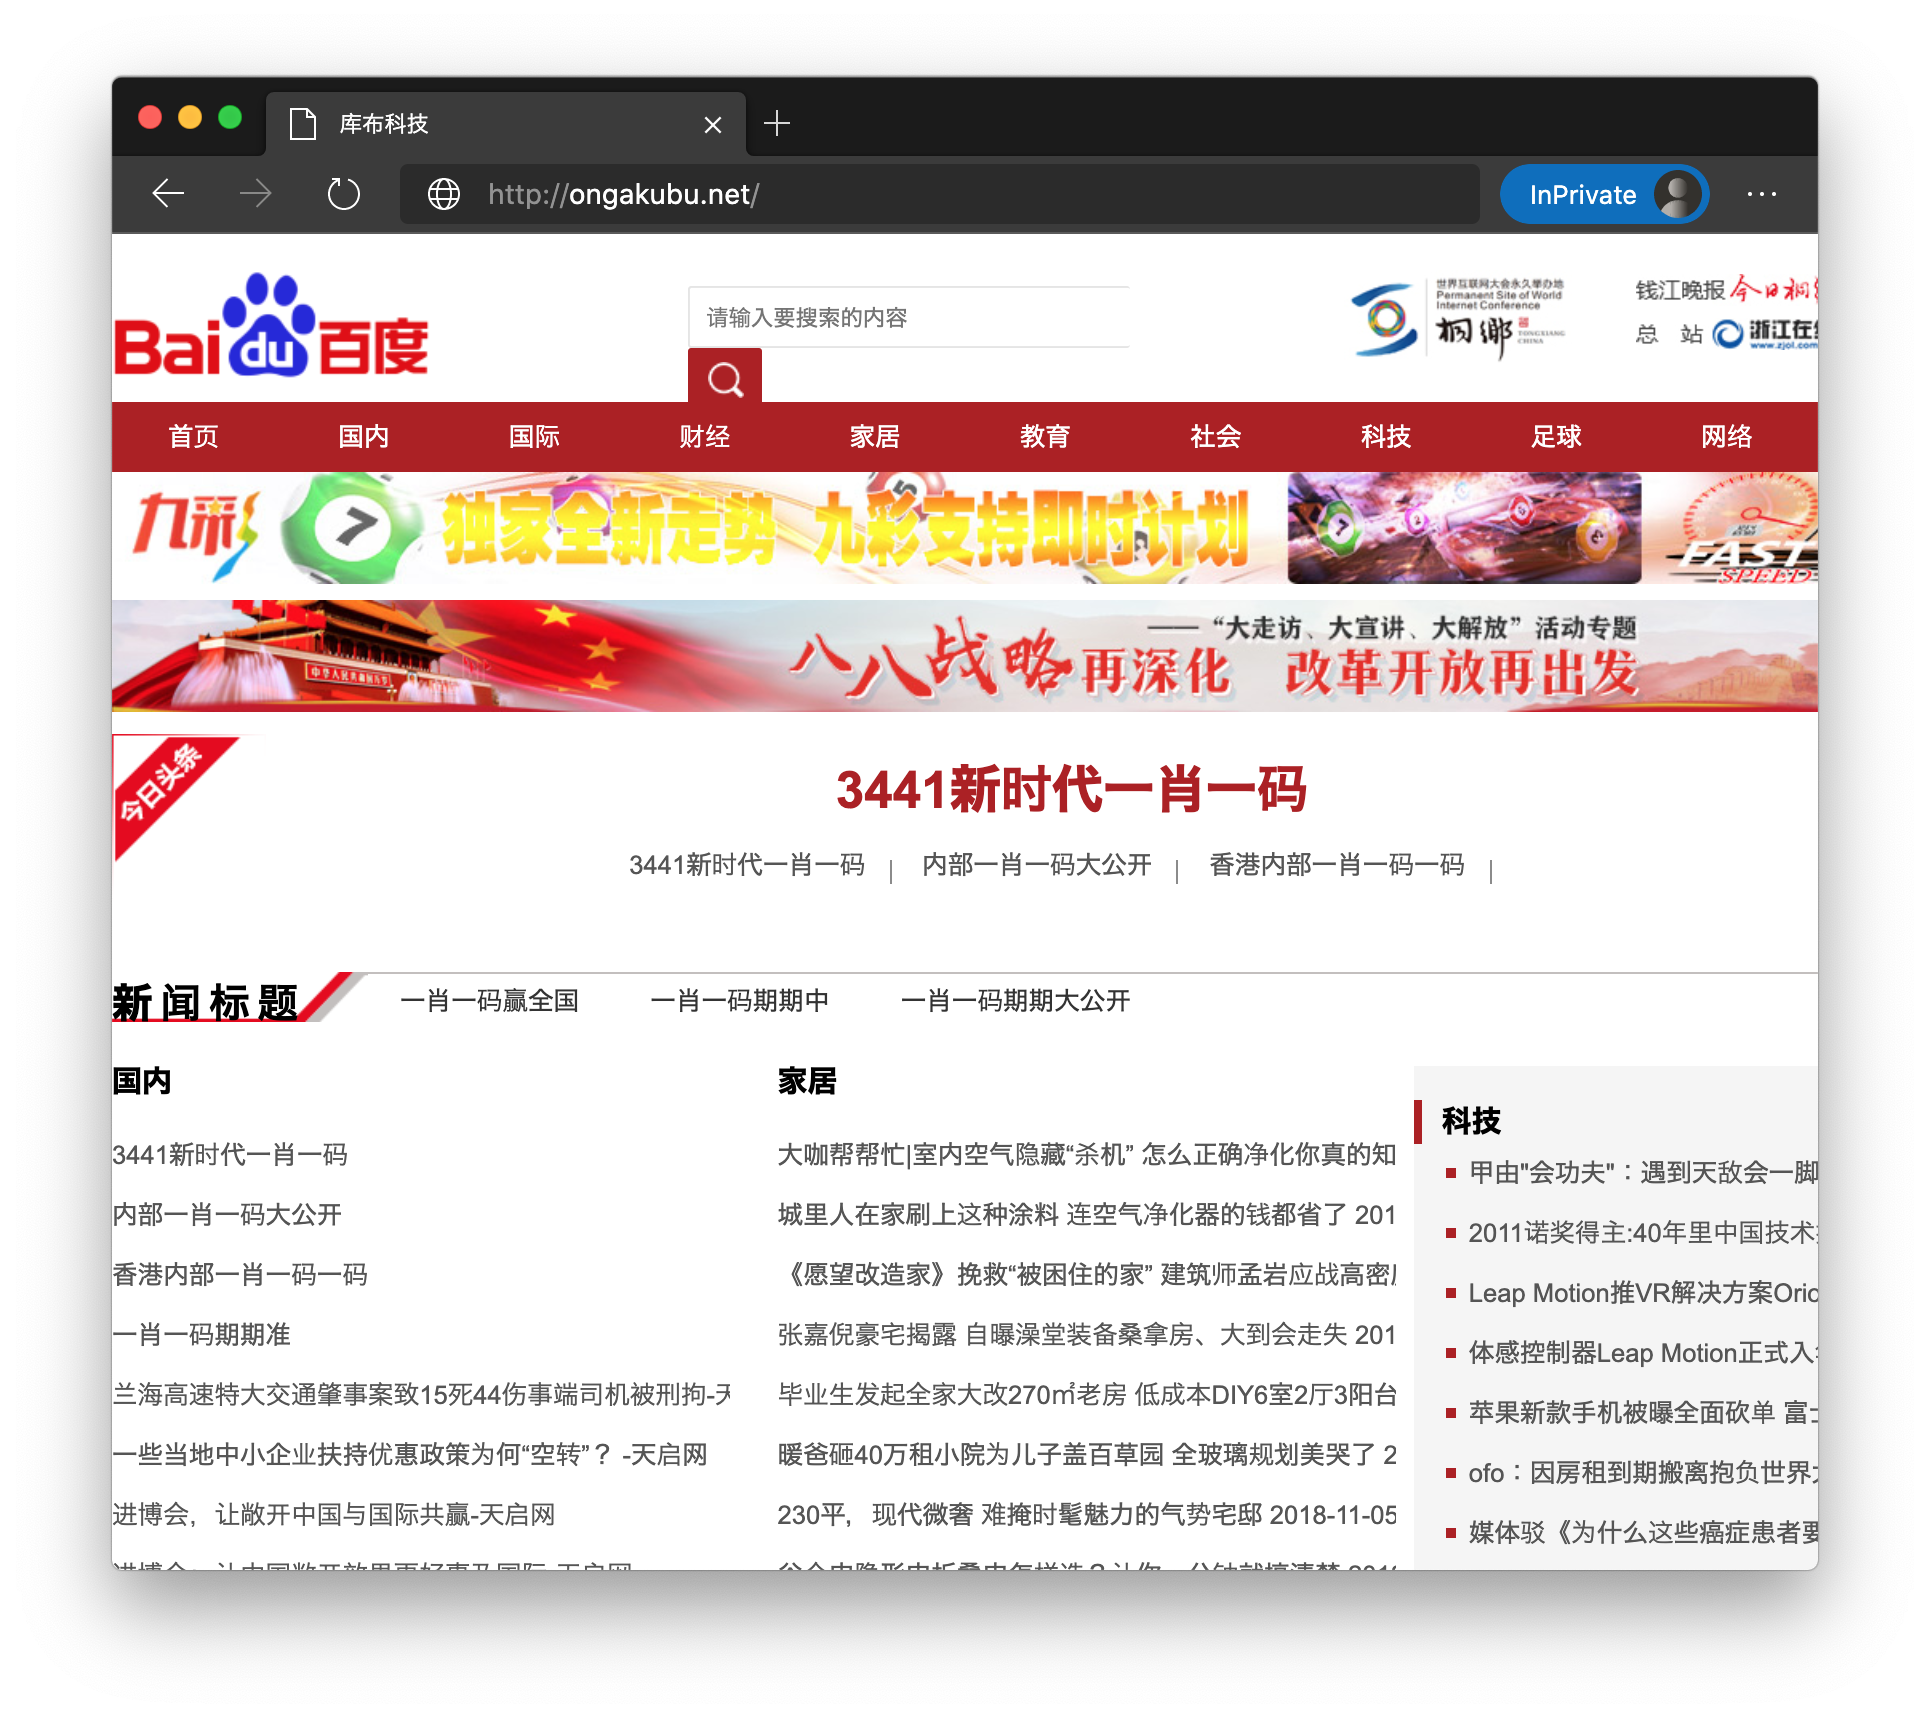 库布科技
http://ongakubu.net/
InPrivate
Bai du 百度
请输入要搜索的内容
世界互联网大会永久举办地
Permanent Site of World
Internet Conference
桐乡
TONGXIANG
CHINA
钱江晚报 今日桐
总 站 浙江在
www.zjol.com
首页 国内 国际 财经 家居 教育 社会 科技 足球 网络
九彩 7 独家全新走势 九彩支持即时计划
FAST
SPEED
——“大走访、大宣讲、大解放”活动专题
八八战略再深化 改革开放再出发
今日头条
3441新时代一肖一码
3441新时代一肖一码 | 内部一肖一码大公开 | 香港内部一肖一码一码 |
新闻标题 一肖一码赢全国 一肖一码期期中 一肖一码期期大公开
国内
3441新时代一肖一码
内部一肖一码大公开
香港内部一肖一码一码
一肖一码期期准
兰海高速特大交通肇事案致15死44伤事端司机被刑拘-天
一些当地中小企业扶持优惠政策为何“空转”？ -天启网
进博会，让敞开中国与国际共赢-天启网
家居
大咖帮帮忙|室内空气隐藏“杀机” 怎么正确净化你真的知
城里人在家刷上这种涂料 连空气净化器的钱都省了 201
《愿望改造家》挽救“被困住的家” 建筑师孟岩应战高密
张嘉倪豪宅揭露 自曝澡堂装备桑拿房、大到会走失 201
毕业生发起全家大改270㎡老房 低成本DIY6室2厅3阳台
暖爸砸40万租小院为儿子盖百草园 全玻璃规划美哭了 2
230平，现代微奢 难掩时髦魅力的气势宅邸 2018-11-05
科技
甲由"会功夫"：遇到天敌会一脚
2011诺奖得主:40年里中国技术
Leap Motion推VR解决方案Orio
体感控制器Leap Motion正式入
苹果新款手机被曝全面砍单 富
ofo：因房租到期搬离抱负世界
媒体驳《为什么这些癌症患者要